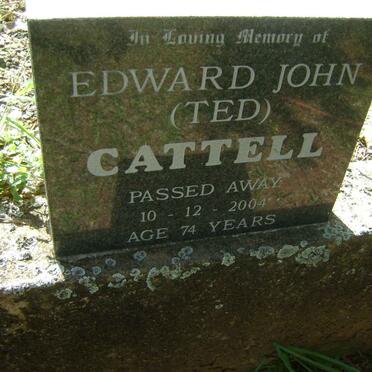 In Loving Memory of
EDWARD JOHN
(TED)
CATTELL
PASSED AWAY
10 - 12 - 2004
AGE 74 YEARS